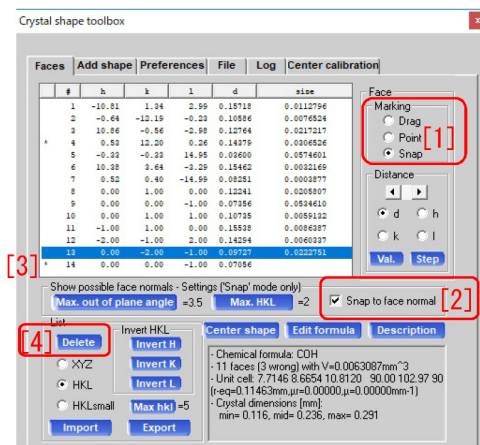 Crystal shape toolbox
x
Faces Add shape Preferences File Log Center calibration
# h k l d size
1 -10.81 1.34 2.99 0.15718 0.0112796
2 -0.64 -12.19 -0.23 0.10586 0.0076524
3 10.86 -0.56 -2.98 0.12764 0.0217217
* 4 0.53 12.20 0.26 0.14379 0.0306526
5 -0.33 -0.33 14.95 0.03600 0.0574601
6 10.38 3.64 -3.29 0.15462 0.0032169
* 7 0.52 0.40 -14.99 0.08251 0.0003877
8 0.00 1.00 0.00 0.12241 0.0205807
9 0.00 0.00 -1.00 0.07356 0.0534610
10 0.00 1.00 1.00 0.10735 0.0059132
11 -1.00 1.00 0.00 0.15538 0.0086387
12 -2.00 -1.00 2.00 0.14294 0.0060337
13 0.00 -2.00 -1.00 0.09727 0.0222751
* 14 0.00 0.00 -1.00 0.07056
Face
Marking
Drag
Point
Snap
[1]
Distance
d h
k l
Val. Step
[3]
Show possible face normals - Settings ('Snap' mode only)
Max. out of plane angle =3.5 Max. HKL =2
Snap to face normal [2]
List
[4] Delete
XYZ
HKL
HKLsmall
Import
Invert HKL
Invert H
Invert K
Invert L
Max hkl =5
Export
Center shape Edit formula Description
- Chemical formula: COH
- 11 faces (3 wrong) with V=0.0063087mm^3
- Unit cell: 7.7146 8.6654 10.8120 90.00 102.97 90
(r-eq=0.11463mm,μr=0.00000,μ=0.00000mm-1)
- Crystal dimensions [mm]:
min= 0.116, mid= 0.236, max= 0.291